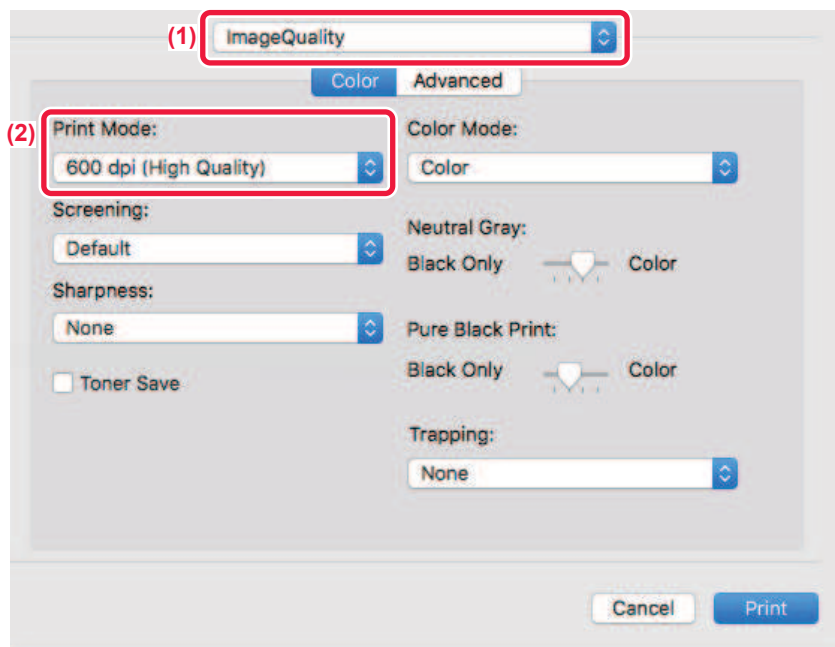 (1)
ImageQuality
Color
Advanced
(2)
Print Mode:
600 dpi (High Quality)
Screening:
Default
Sharpness:
None
Toner Save
Color Mode:
Color
Neutral Gray:
Black Only Color
Pure Black Print:
Black Only Color
Trapping:
None
Cancel
Print